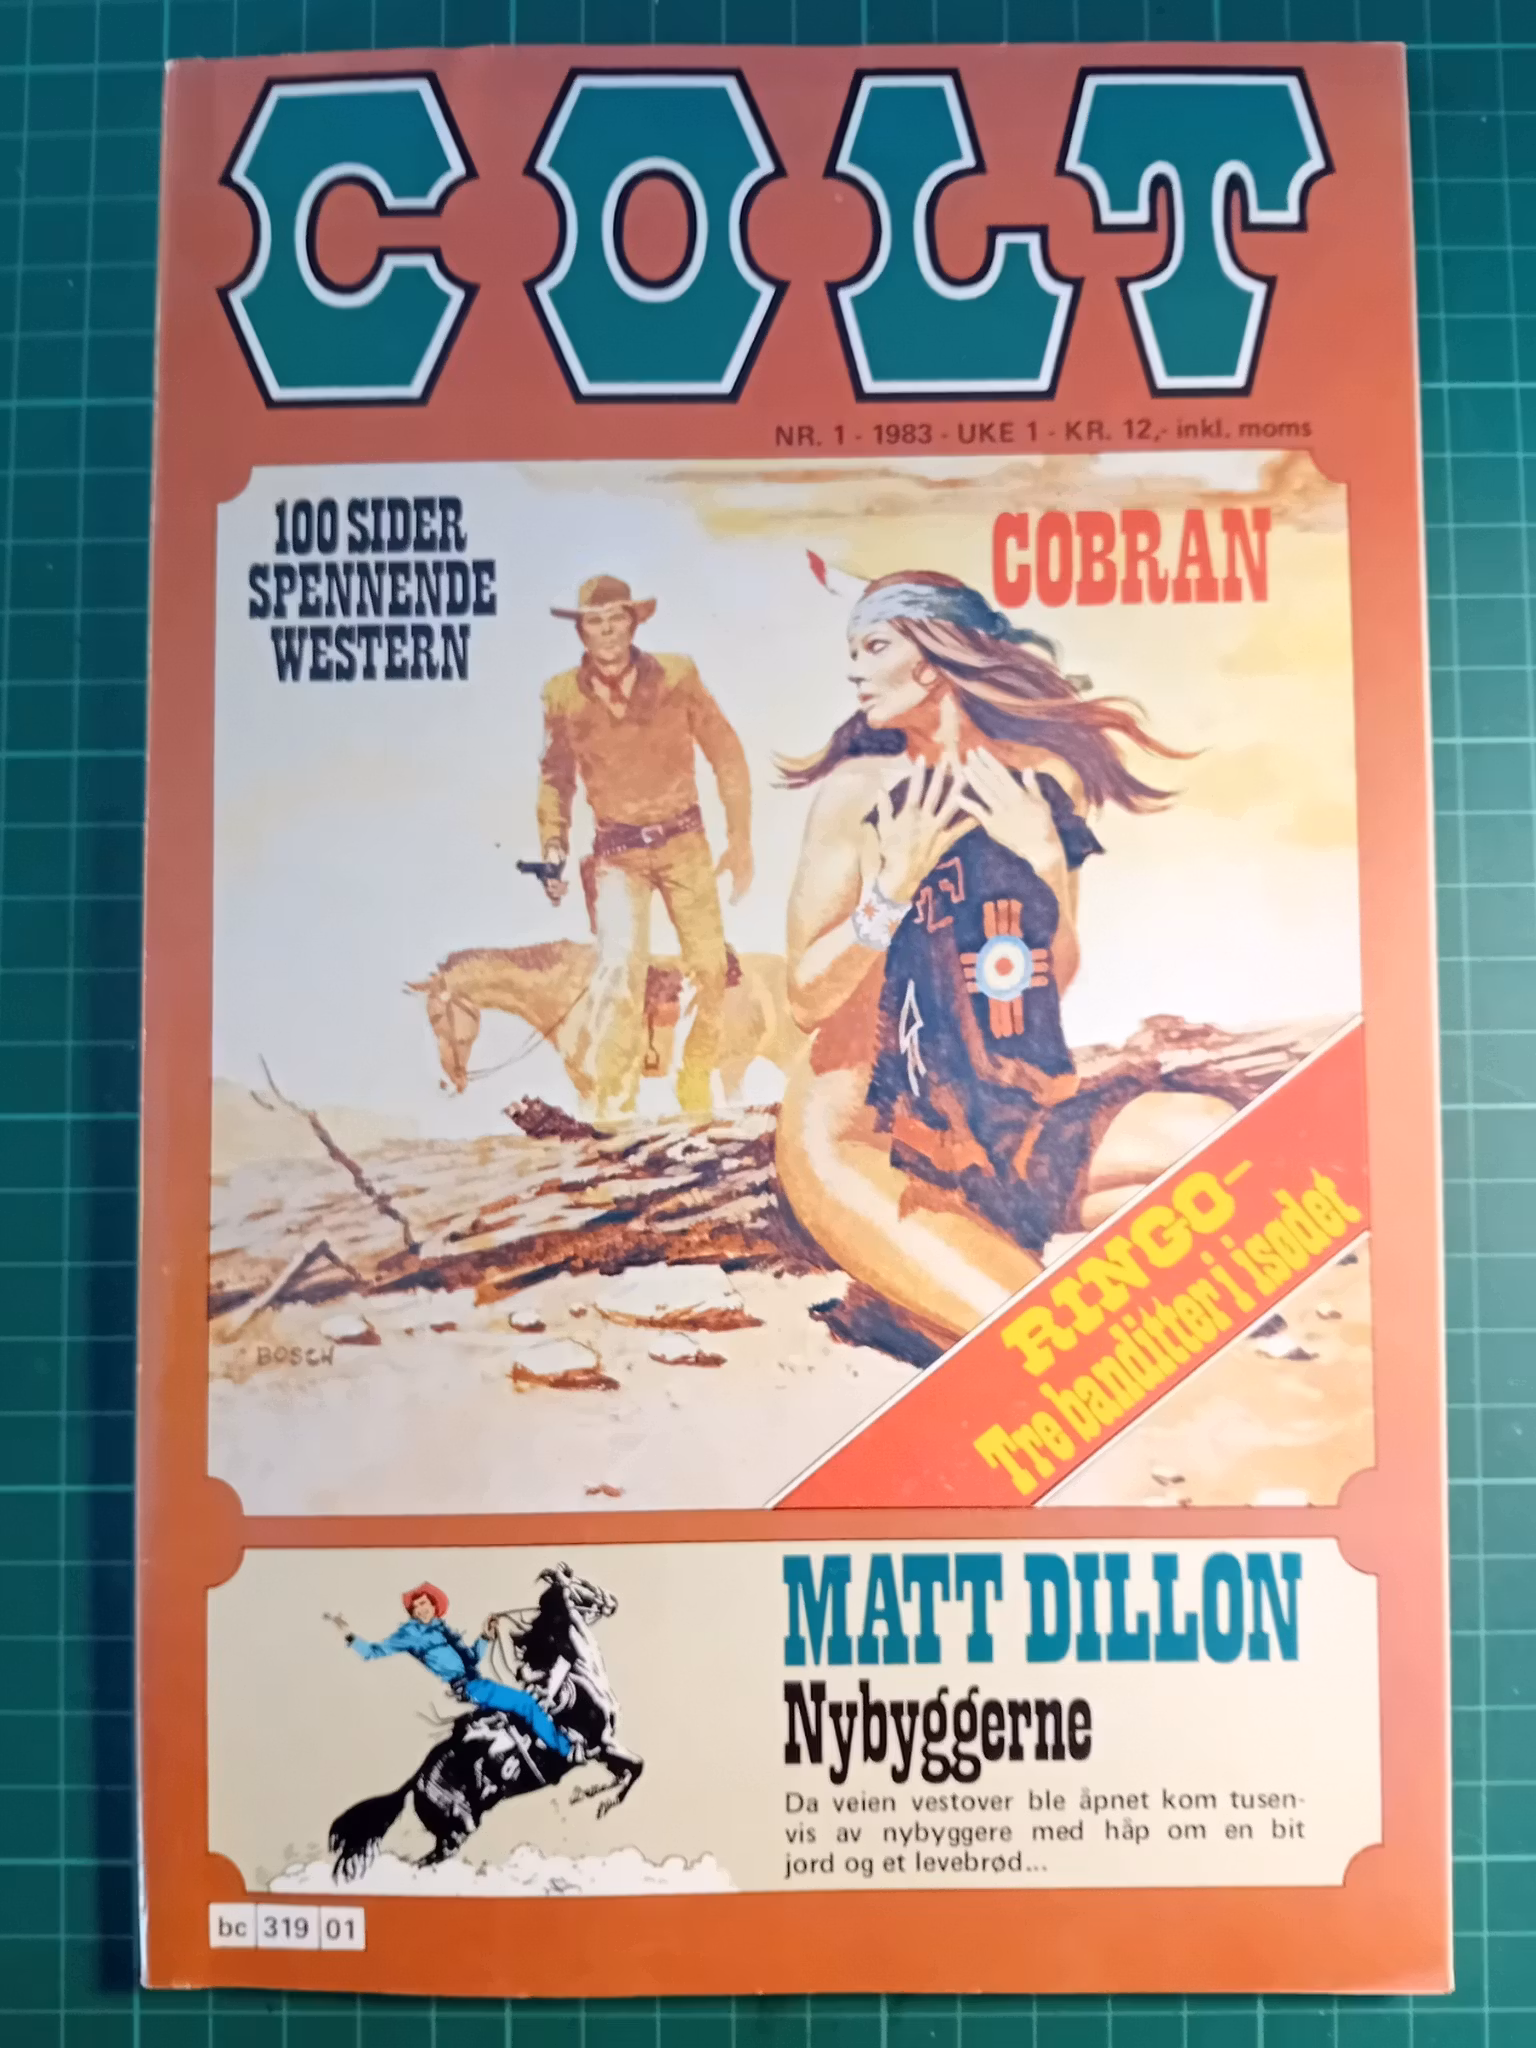 COLT
NR. 1 - 1983 - UKE 1 - KR. 12,- inkl. moms
100 SIDER
SPENNENDE
WESTERN
COBRAN
BOSCH
RINGO-
Tre banditter i isødet
MATT DILLON
Nybyggerne
Da veien vestover ble åpnet kom tusen-
vis av nybyggere med håp om en bit
jord og et levebrød...
bc 319 01